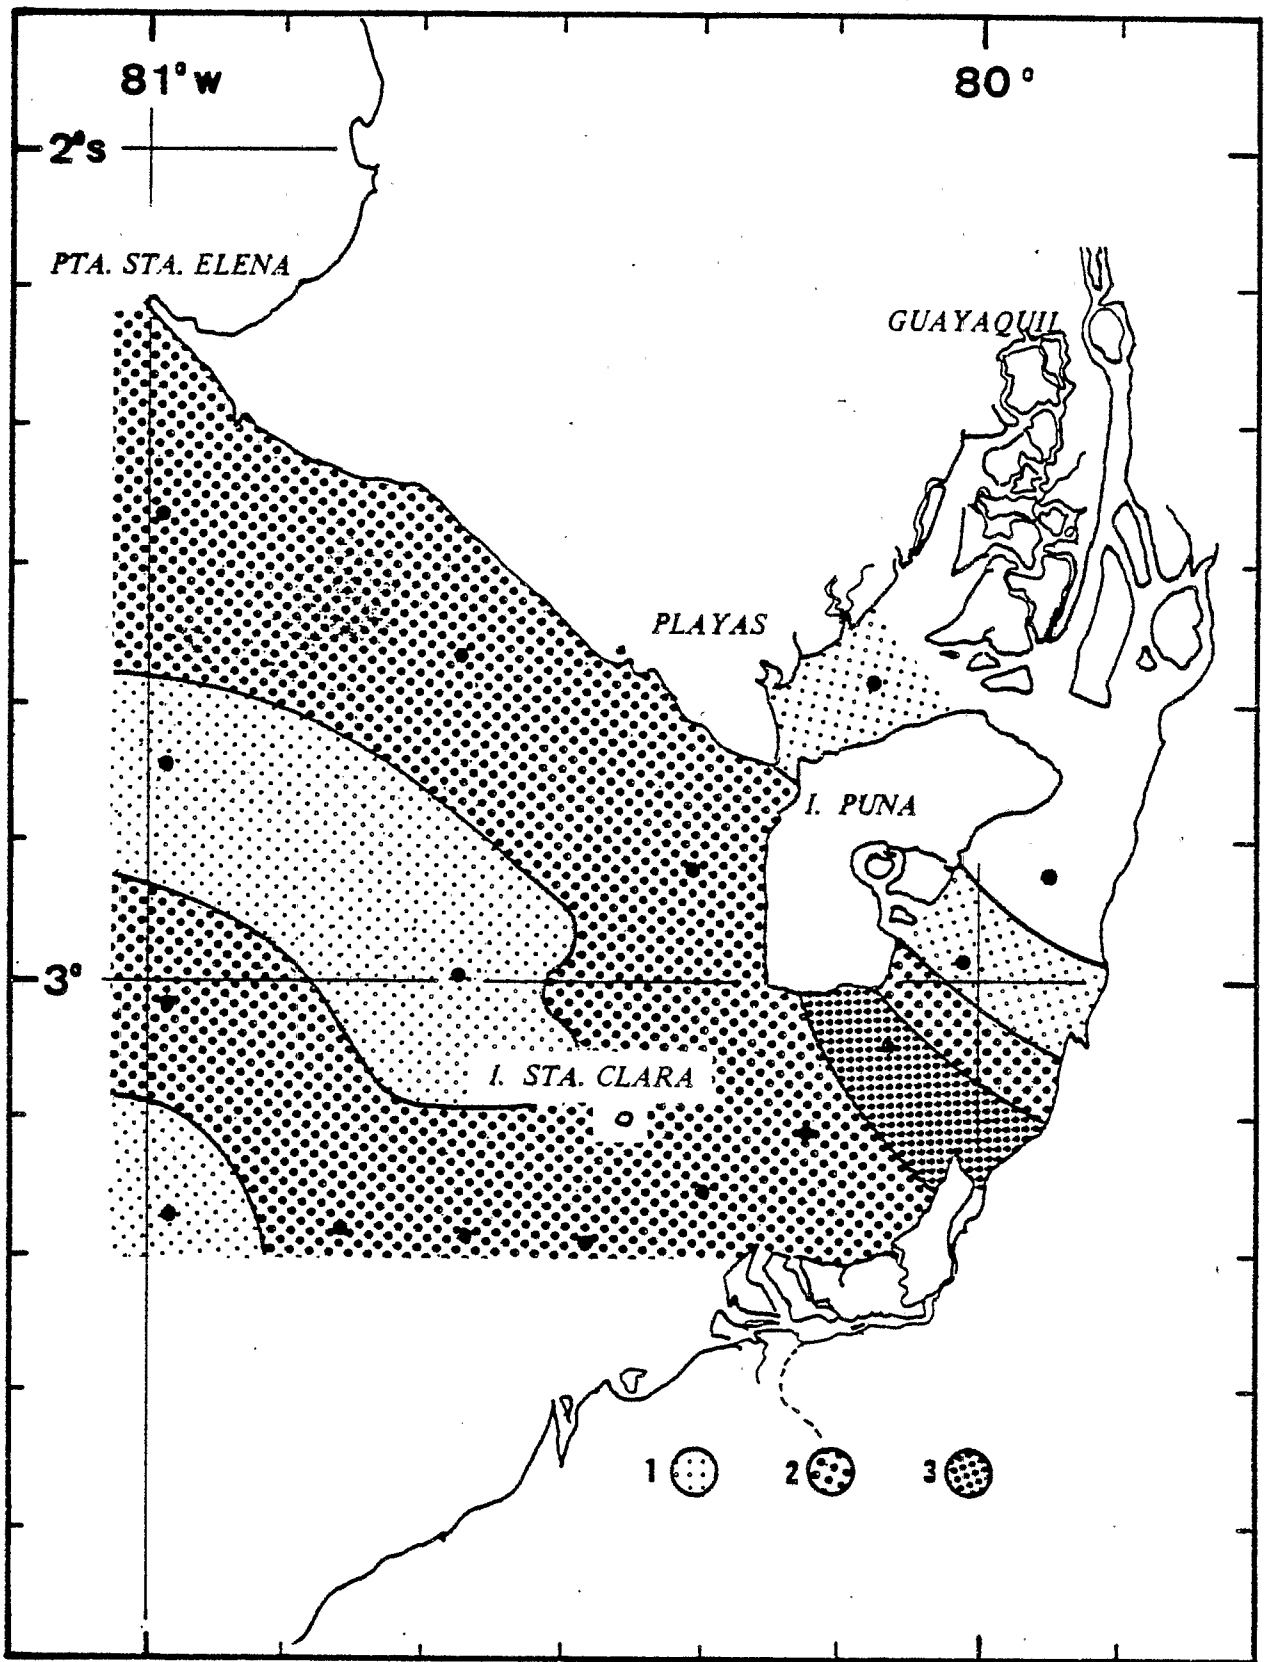 81° W
80°
2°S
PTA. STA. ELENA
GUAYAQUIL
PLAYAS
I. PUNA
3°
I. STA. CLARA
1
2
3